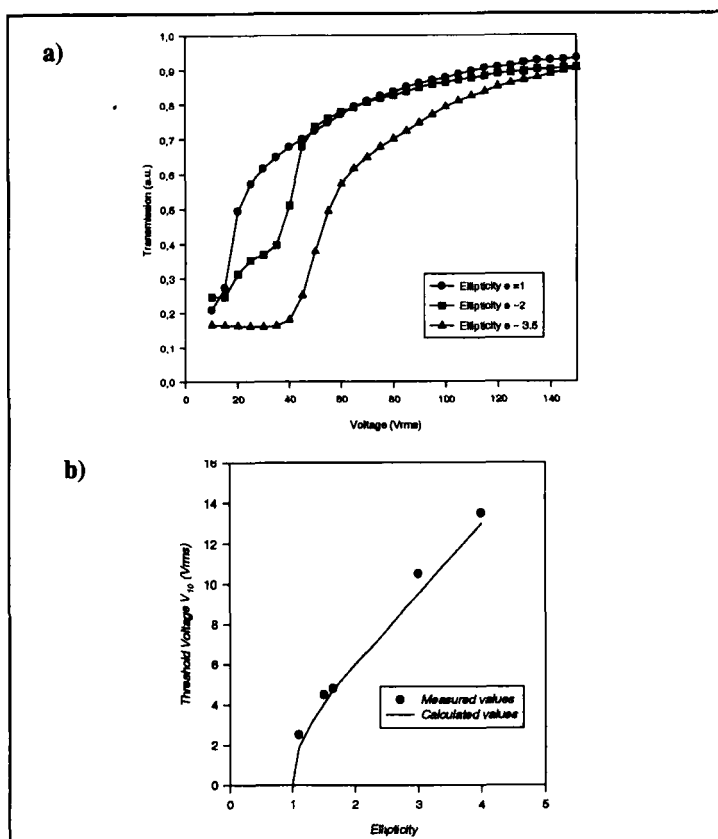 a)
1,0
0,9
0,8
0,7
0,6
0,5
0,4
0,3
0,2
0,1
0,0
Transmission (a.u.)
Ellipticity e =1
Ellipticity e ~2
Ellipticity e ~ 3.5
0 20 40 60 80 100 120 140
Voltage (Vrms)
b)
16
14
12
10
8
6
4
2
0
Threshold Voltage V10 (Vrms)
Measured values
Calculated values
0 1 2 3 4 5
Ellipticity